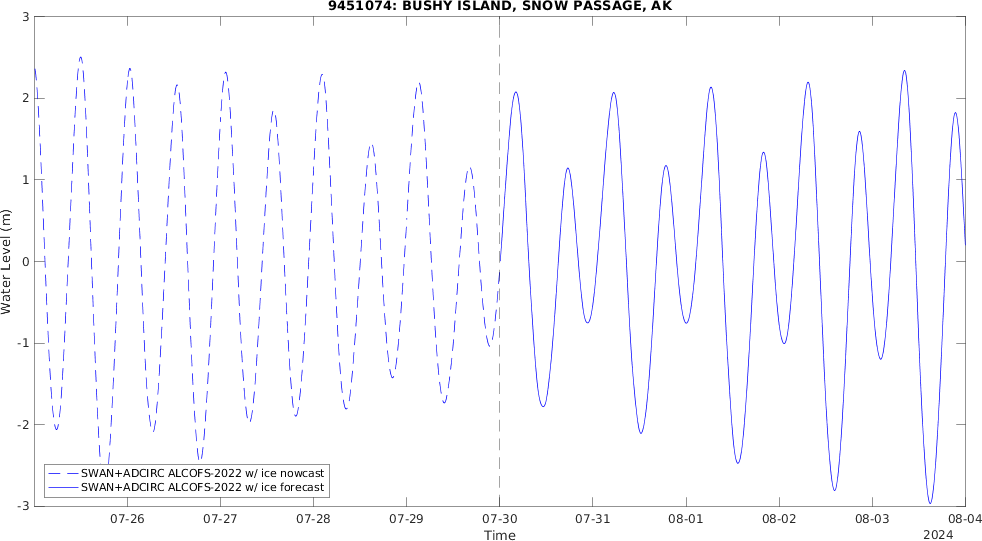 9451074: BUSHY ISLAND, SNOW PASSAGE, AK
3
2
1
0
-1
-2
-3
Water Level (m)
SWAN+ADCIRC ALCOFS-2022 w/ ice nowcast
SWAN+ADCIRC ALCOFS-2022 w/ ice forecast
07-26 07-27 07-28 07-29 07-30 07-31 08-01 08-02 08-03 08-04
Time
2024